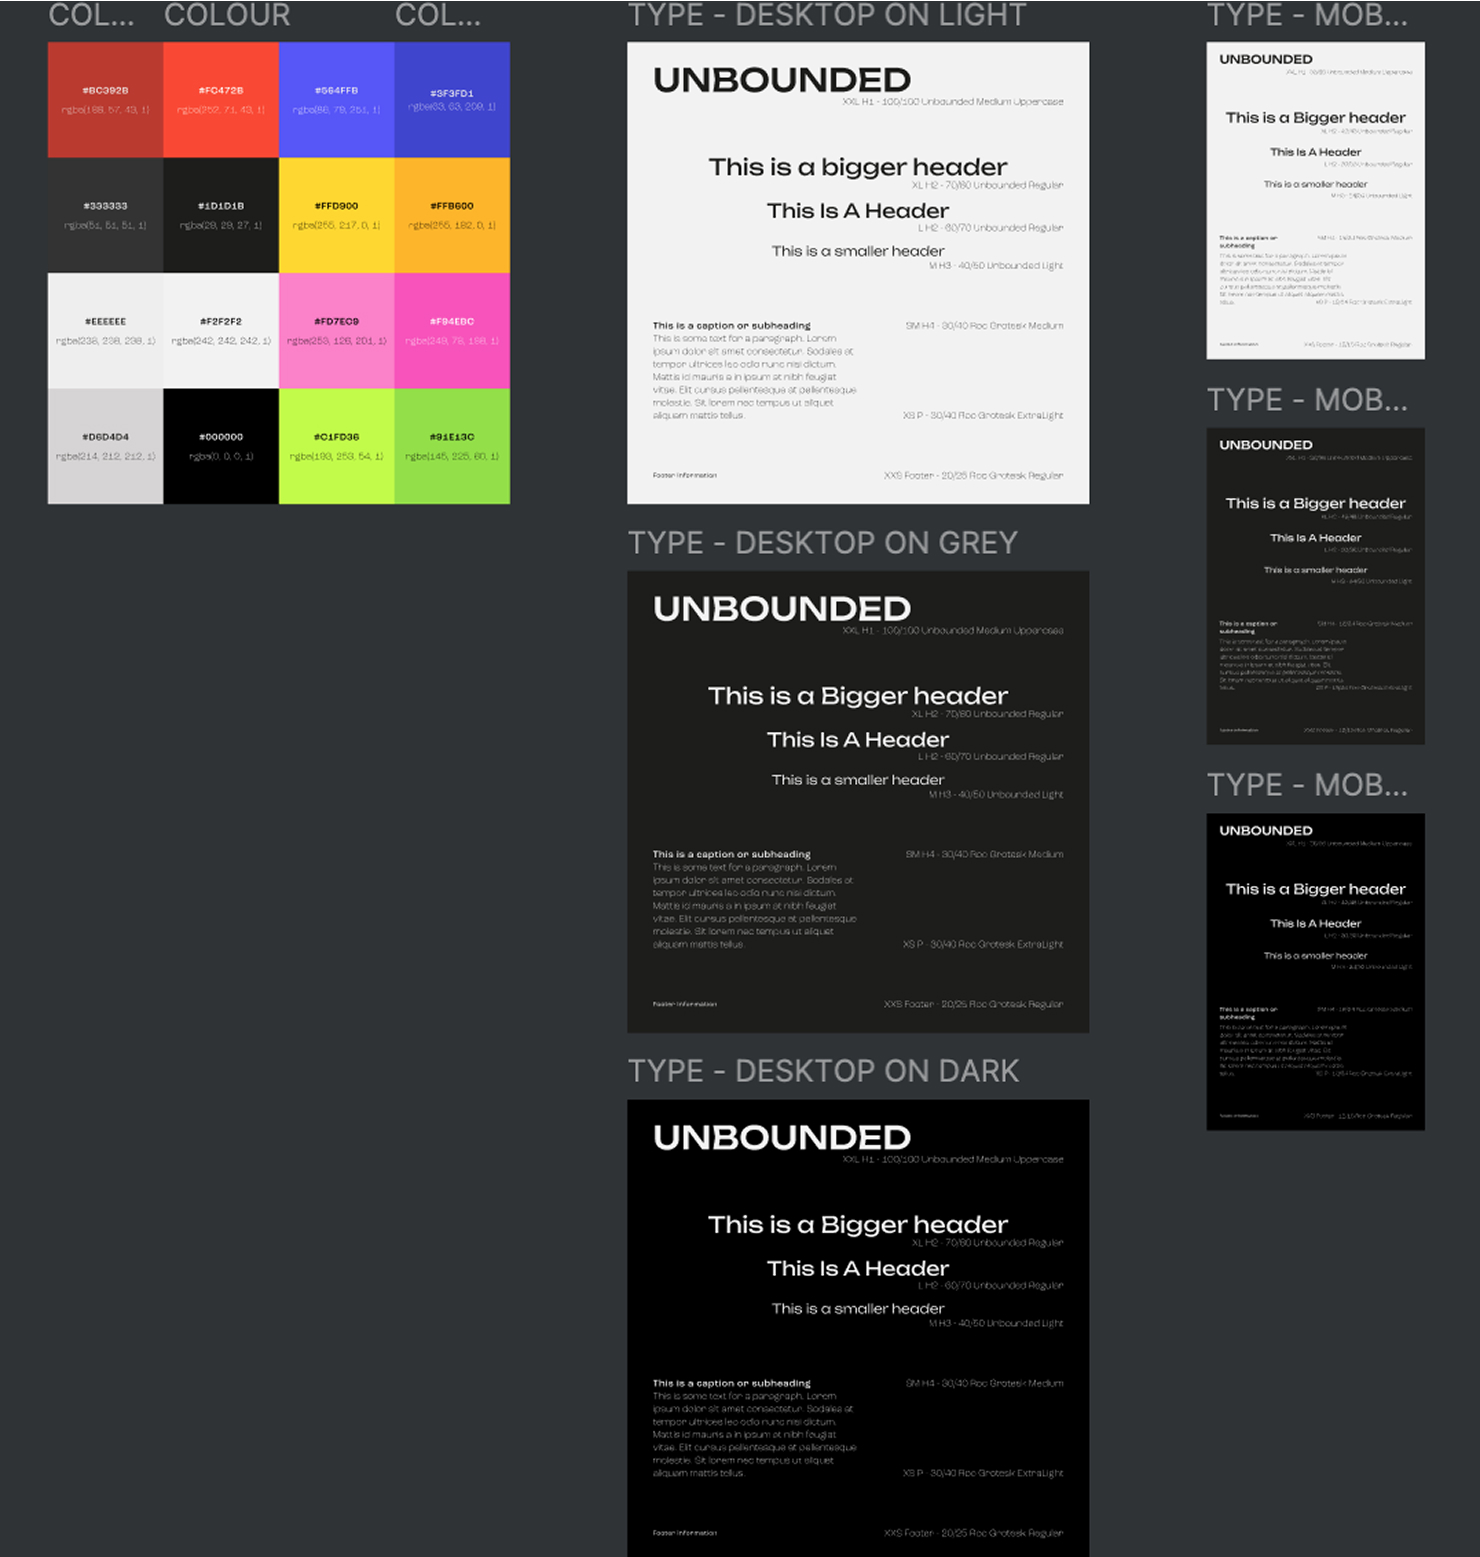 COL...
COLOUR
COL...
#BC392B
rgba(188, 57, 43, 1)
#FC472B
rgba(252, 71, 43, 1)
#564FFB
rgba(86, 79, 251, 1)
#3F3FD1
rgba(63, 63, 209, 1)
#333333
rgba(51, 51, 51, 1)
#1D1D1B
rgba(29, 29, 27, 1)
#FFD900
rgba(255, 217, 0, 1)
#FFB600
rgba(255, 182, 0, 1)
#EEEEEE
rgba(238, 238, 238, 1)
#F2F2F2
rgba(242, 242, 242, 1)
#FD7EC9
rgba(253, 126, 201, 1)
#F94EBC
rgba(249, 78, 188, 1)
#D6D4D4
rgba(214, 212, 212, 1)
#000000
rgba(0, 0, 0, 1)
#C1FD36
rgba(193, 253, 54, 1)
#91E13C
rgba(145, 225, 60, 1)
TYPE - DESKTOP ON LIGHT
UNBOUNDED
XXL H1 - 100/100 Unbounded Medium Uppercase
This is a bigger header
XL H2 - 70/80 Unbounded Regular
This Is A Header
L H2 - 60/70 Unbounded Regular
This is a smaller header
M H3 - 40/50 Unbounded Light
This is a caption or subheading
SM H4 - 30/40 Roc Grotesk Medium
This is some text for a paragraph. Lorem
ipsum dolor sit amet consectetur. Sodales at
tempor ultrices leo odio nunc nisi dictum.
Mattis id mauris a in ipsum at nibh feugiat
vitae. Elit cursus pellentesque at pellentesque
molestie. Sit lorem nec tempus ut aliquet
aliquam mattis tellus.
XS P - 30/40 Roc Grotesk ExtraLight
Footer Information
XXS Footer - 20/25 Roc Grotesk Regular
TYPE - DESKTOP ON GREY
UNBOUNDED
XXL H1 - 100/100 Unbounded Medium Uppercase
This is a Bigger header
XL H2 - 70/80 Unbounded Regular
This Is A Header
L H2 - 60/70 Unbounded Regular
This is a smaller header
M H3 - 40/50 Unbounded Light
This is a caption or subheading
SM H4 - 30/40 Roc Grotesk Medium
This is some text for a paragraph. Lorem
ipsum dolor sit amet consectetur. Sodales at
tempor ultrices leo odio nunc nisi dictum.
Mattis id mauris a in ipsum at nibh feugiat
vitae. Elit cursus pellentesque at pellentesque
molestie. Sit lorem nec tempus ut aliquet
aliquam mattis tellus.
XS P - 30/40 Roc Grotesk ExtraLight
Footer Information
XXS Footer - 20/25 Roc Grotesk Regular
TYPE - DESKTOP ON DARK
UNBOUNDED
XXL H1 - 100/100 Unbounded Medium Uppercase
This is a Bigger header
XL H2 - 70/80 Unbounded Regular
This Is A Header
L H2 - 60/70 Unbounded Regular
This is a smaller header
M H3 - 40/50 Unbounded Light
This is a caption or subheading
SM H4 - 30/40 Roc Grotesk Medium
This is some text for a paragraph. Lorem
ipsum dolor sit amet consectetur. Sodales at
tempor ultrices leo odio nunc nisi dictum.
Mattis id mauris a in ipsum at nibh feugiat
vitae. Elit cursus pellentesque at pellentesque
molestie. Sit lorem nec tempus ut aliquet
aliquam mattis tellus.
XS P - 30/40 Roc Grotesk ExtraLight
Footer Information
XXS Footer - 20/25 Roc Grotesk Regular
TYPE - MOB...
UNBOUNDED
This is a Bigger header
This Is A Header
This is a smaller header
This is a caption or
subheading
Footer Information
TYPE - MOB...
UNBOUNDED
This is a Bigger header
This Is A Header
This is a smaller header
This is a caption or
subheading
Footer Information
TYPE - MOB...
UNBOUNDED
This is a Bigger header
This Is A Header
This is a smaller header
This is a caption or
subheading
Footer Information